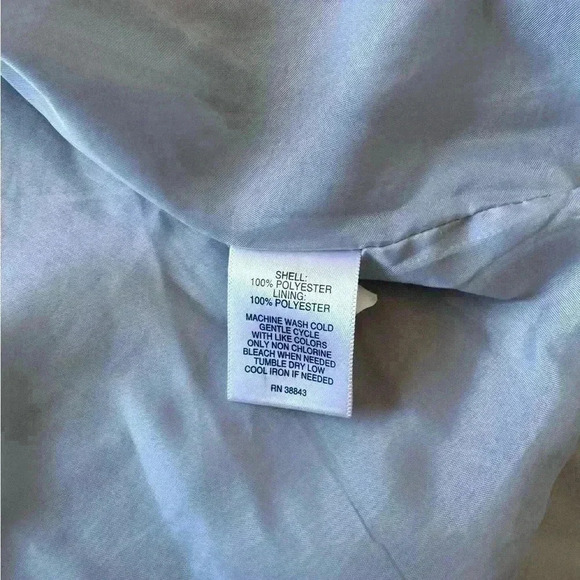 SHELL:
100% POLYESTER
LINING:
100% POLYESTER
MACHINE WASH COLD
GENTLE CYCLE
WITH LIKE COLORS
ONLY NON CHLORINE
BLEACH WHEN NEEDED
TUMBLE DRY LOW
COOL IRON IF NEEDED
RN 38843